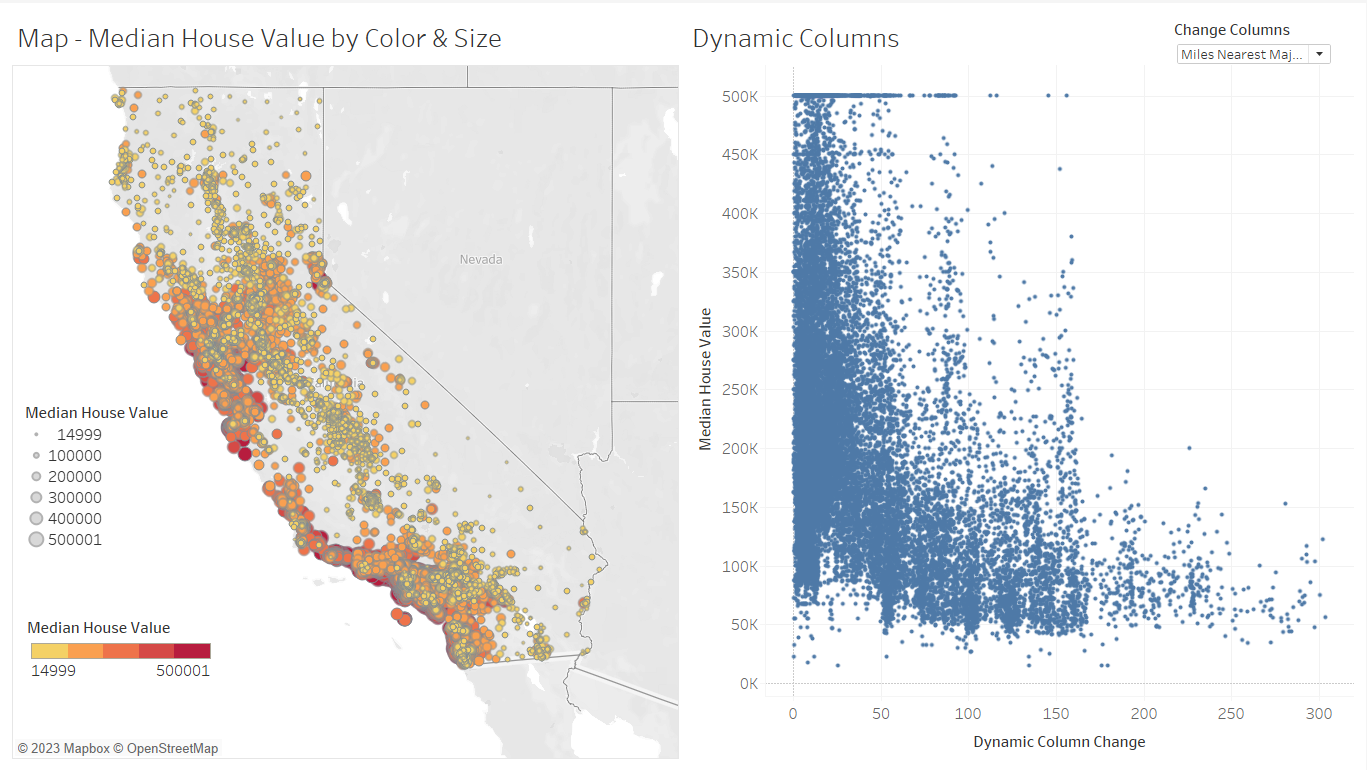 Map - Median House Value by Color & Size
Nevada
Median House Value
14999
100000
200000
300000
400000
500001
Median House Value
14999 500001
© 2023 Mapbox © OpenStreetMap
Dynamic Columns
Change Columns
Miles Nearest Maj...
Median House Value
500K
450K
400K
350K
300K
250K
200K
150K
100K
50K
0K
0 50 100 150 200 250 300
Dynamic Column Change